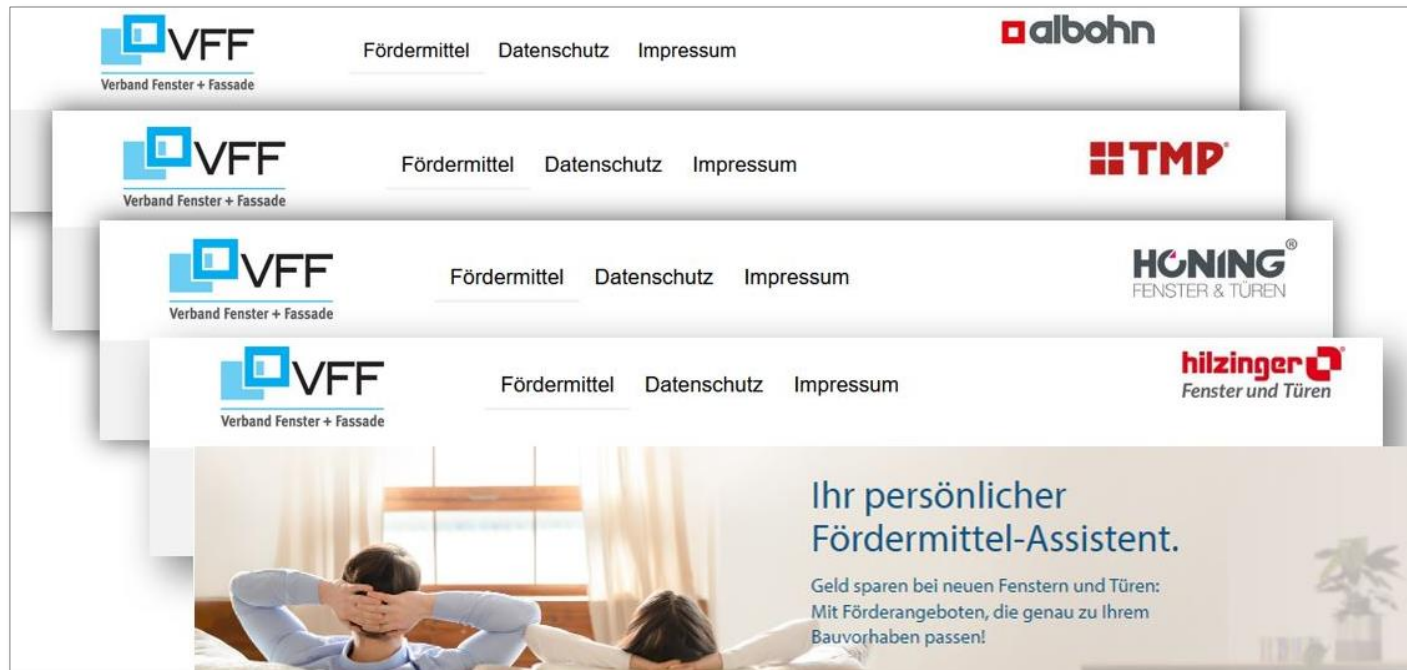 VFF
Verband Fenster + Fassade
Fördermittel Datenschutz Impressum
albohn
VFF
Verband Fenster + Fassade
Fördermittel Datenschutz Impressum
TMP
VFF
Verband Fenster + Fassade
Fördermittel Datenschutz Impressum
HÖNING®
FENSTER & TÜREN
VFF
Verband Fenster + Fassade
Fördermittel Datenschutz Impressum
hilzinger
Fenster und Türen
Ihr persönlicher
Fördermittel-Assistent.
Geld sparen bei neuen Fenstern und Türen:
Mit Förderangeboten, die genau zu Ihrem
Bauvorhaben passen!